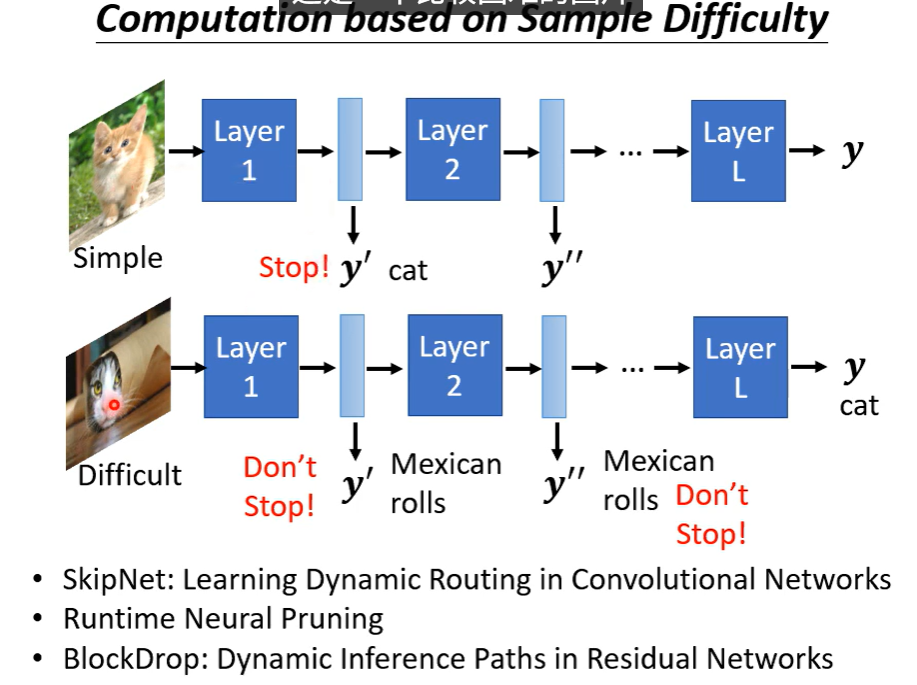 Computation based on Sample Difficulty
Layer 1 Layer 2 ... Layer L y
Simple
Stop! y′ cat y′′
Layer 1 Layer 2 ... Layer L y
cat
Difficult
Don't Stop! y′ Mexican rolls y′′ Mexican rolls Don't Stop!
• SkipNet: Learning Dynamic Routing in Convolutional Networks
• Runtime Neural Pruning
• BlockDrop: Dynamic Inference Paths in Residual Networks